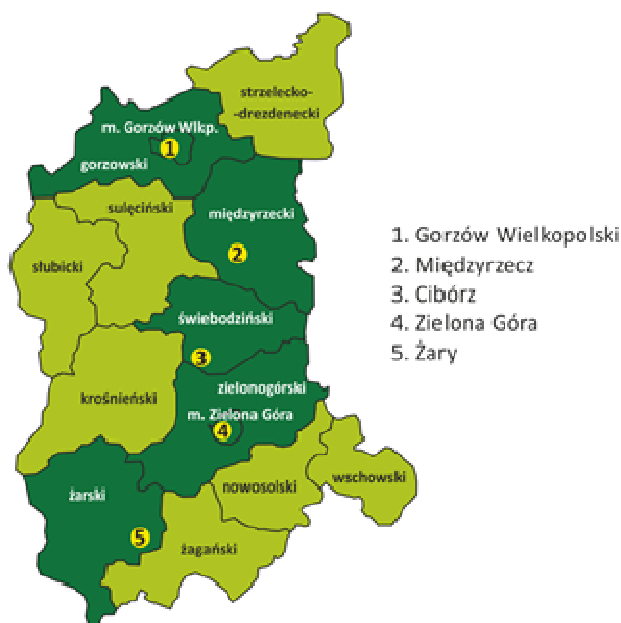 strzelecko-
-drezdenecki
m. Gorzów Wlkp.
1
gorzowski
sulęciński
międzyrzecki
2
słubicki
świebodziński
3
zielonogórski
krośnieński
m. Zielona Góra
4
nowosolski
wschowski
żarski
5
żagański
1. Gorzów Wielkopolski
2. Międzyrzecz
3. Cibórz
4. Zielona Góra
5. Żary